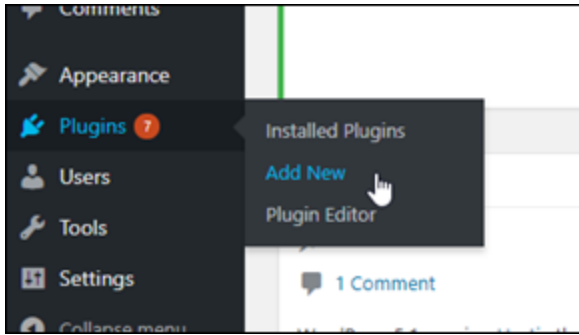 Comments
Appearance
Plugins 7
Installed Plugins
Add New
Plugin Editor
Users
Tools
Settings
1 Comment
Collapse menu